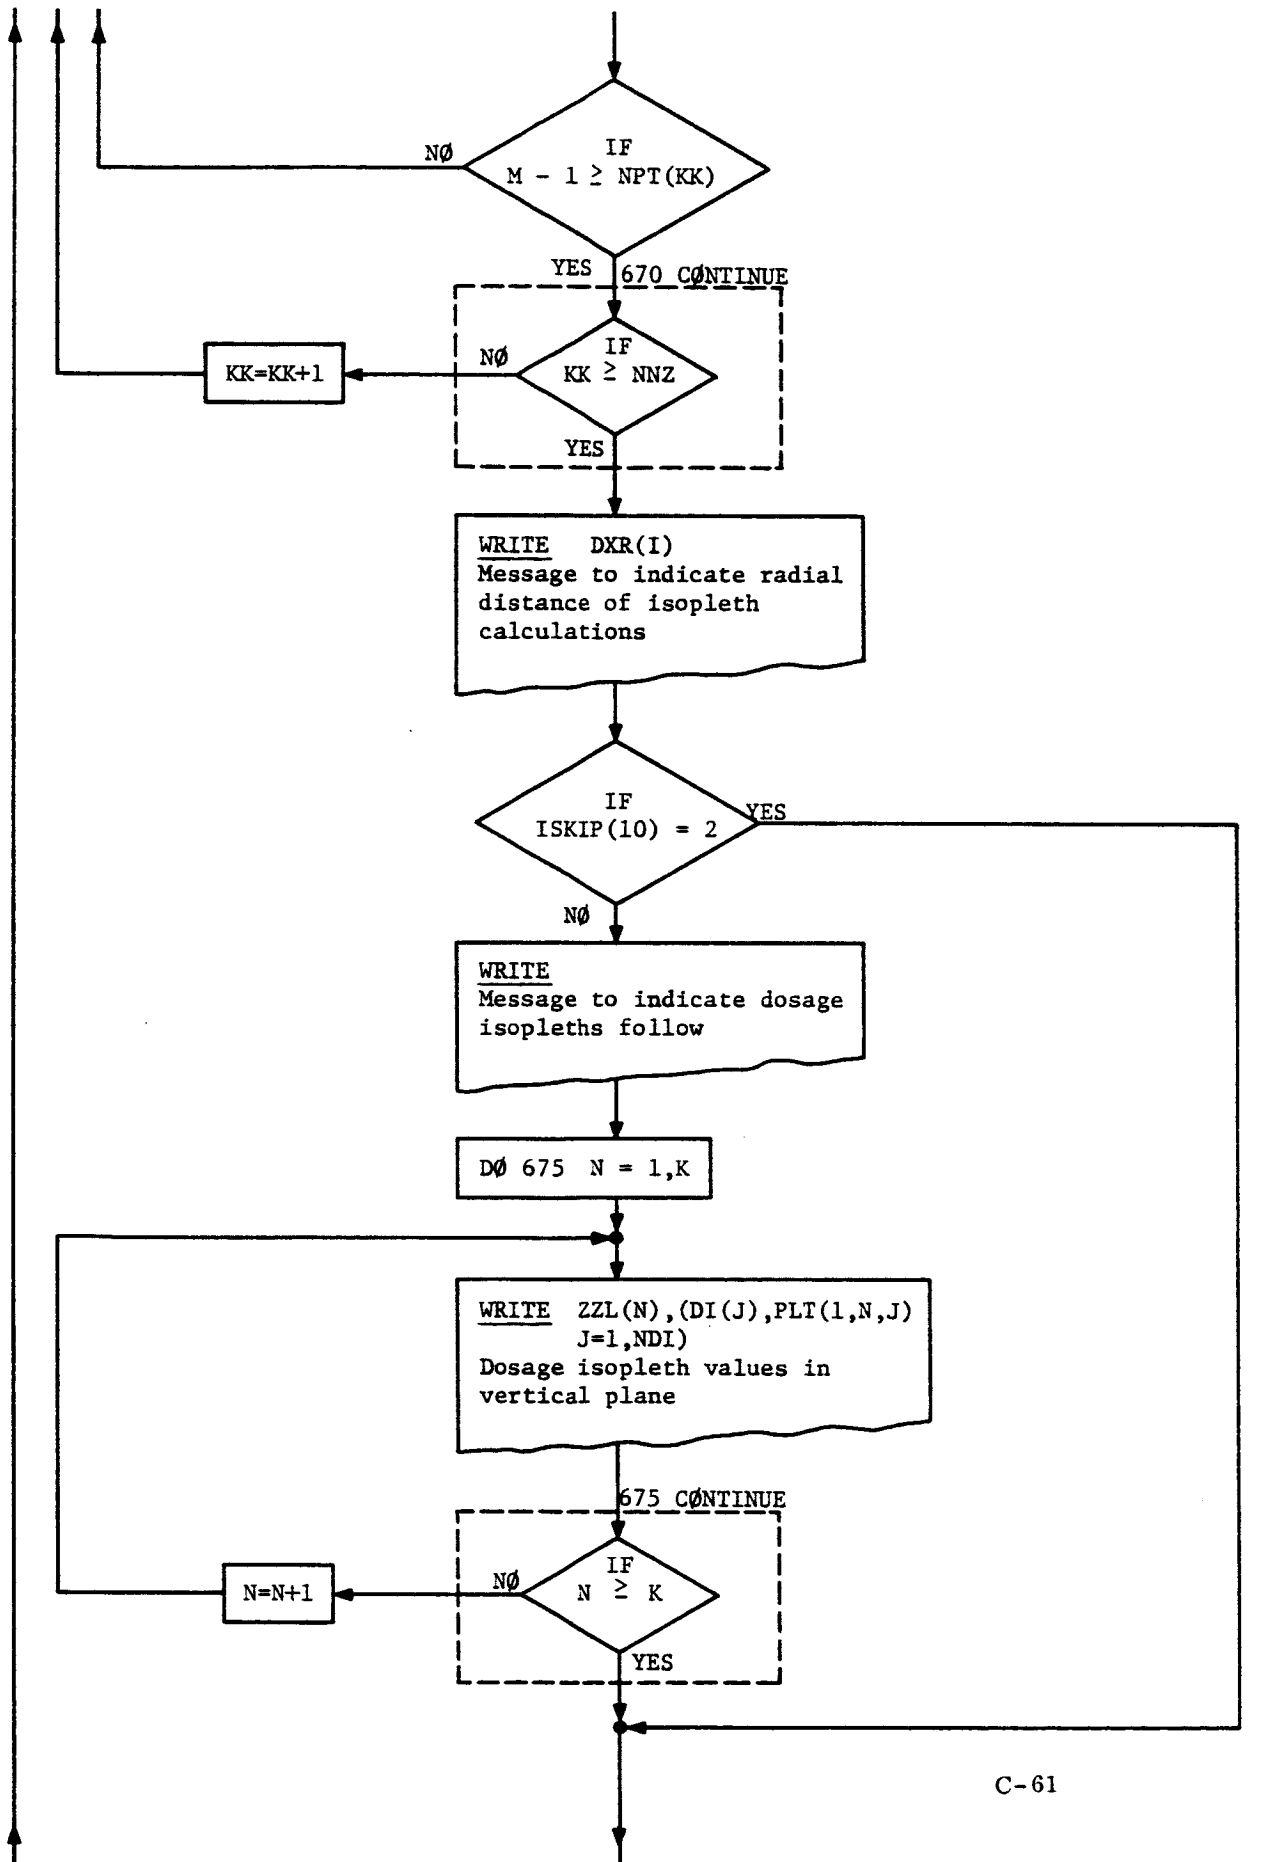 IF
NØ
M - 1 ≥ NPT(KK)
YES
670 CØNTINUE
IF
NØ
KK ≥ NNZ
KK=KK+1
YES
WRITE DXR(I)
Message to indicate radial
distance of isopleth
calculations
IF
YES
ISKIP(10) = 2
NØ
WRITE
Message to indicate dosage
isopleths follow
DØ 675 N = 1,K
WRITE ZZL(N),(DI(J),PLT(1,N,J)
J=1,NDI)
Dosage isopleth values in
vertical plane
675 CØNTINUE
IF
NØ
N ≥ K
N=N+1
YES
C-61